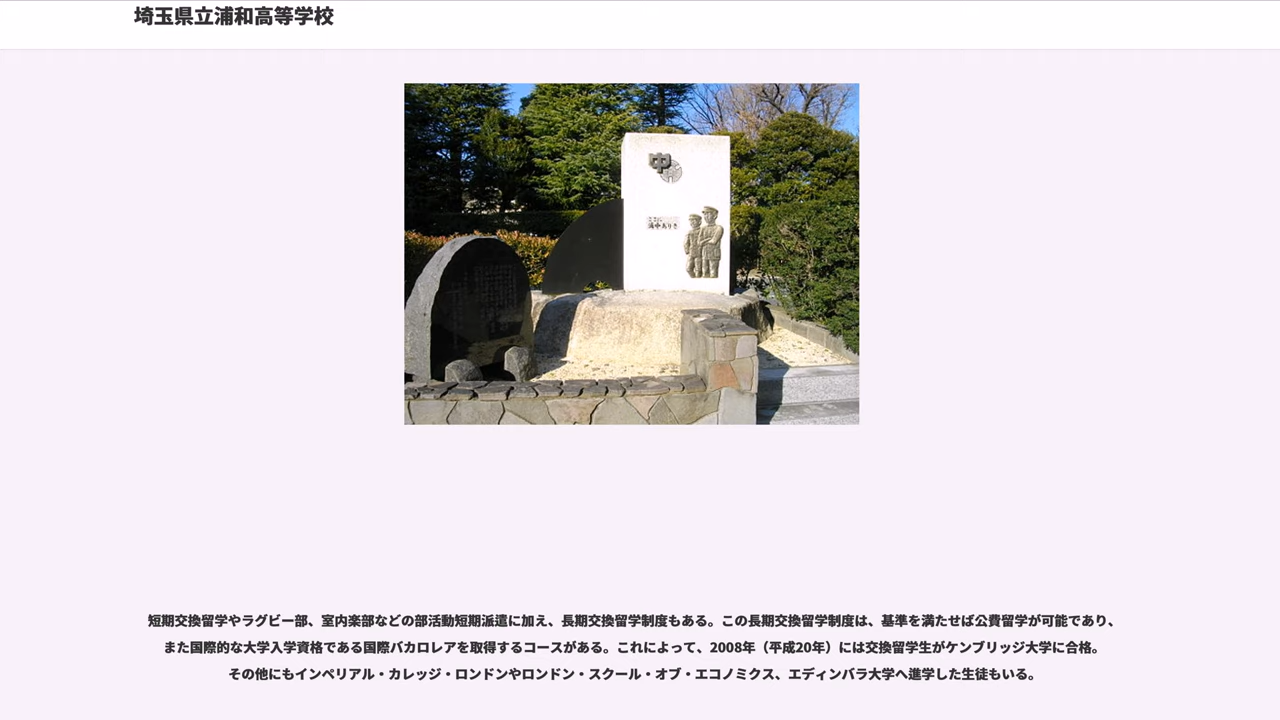 埼玉県立浦和高等学校
中
浦中ありき
短期交換留学やラグビー部、室内楽部などの部活動短期派遣に加え、長期交換留学制度もある。この長期交換留学制度は、基準を満たせば公費留学が可能であり、
また国際的な大学入学資格である国際バカロレアを取得するコースがある。これによって、2008年（平成20年）には交換留学生がケンブリッジ大学に合格。
その他にもインペリアル・カレッジ・ロンドンやロンドン・スクール・オブ・エコノミクス、エディンバラ大学へ進学した生徒もいる。